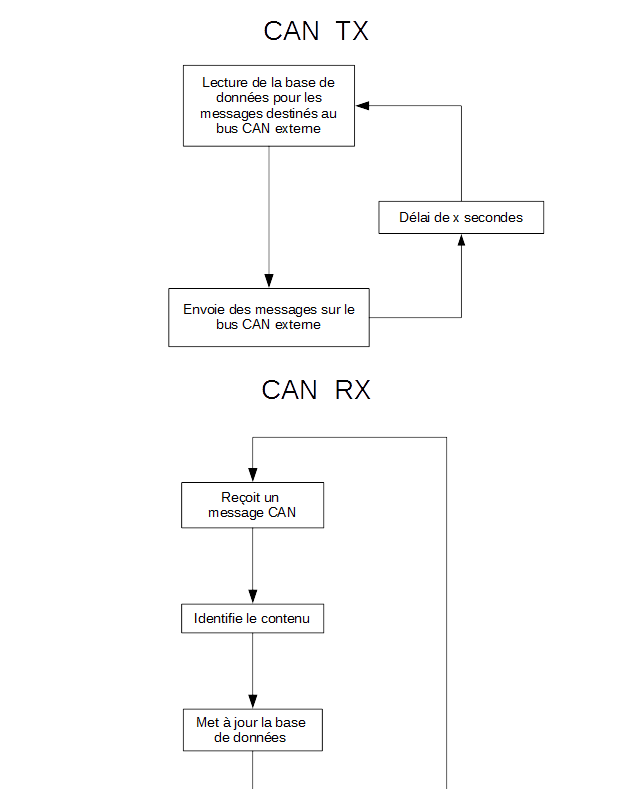 CAN TX
Lecture de la base de
données pour les
messages destinés au
bus CAN externe
Délai de x secondes
Envoie des messages sur le
bus CAN externe
CAN RX
Reçoit un
message CAN
Identifie le contenu
Met à jour la base
de données